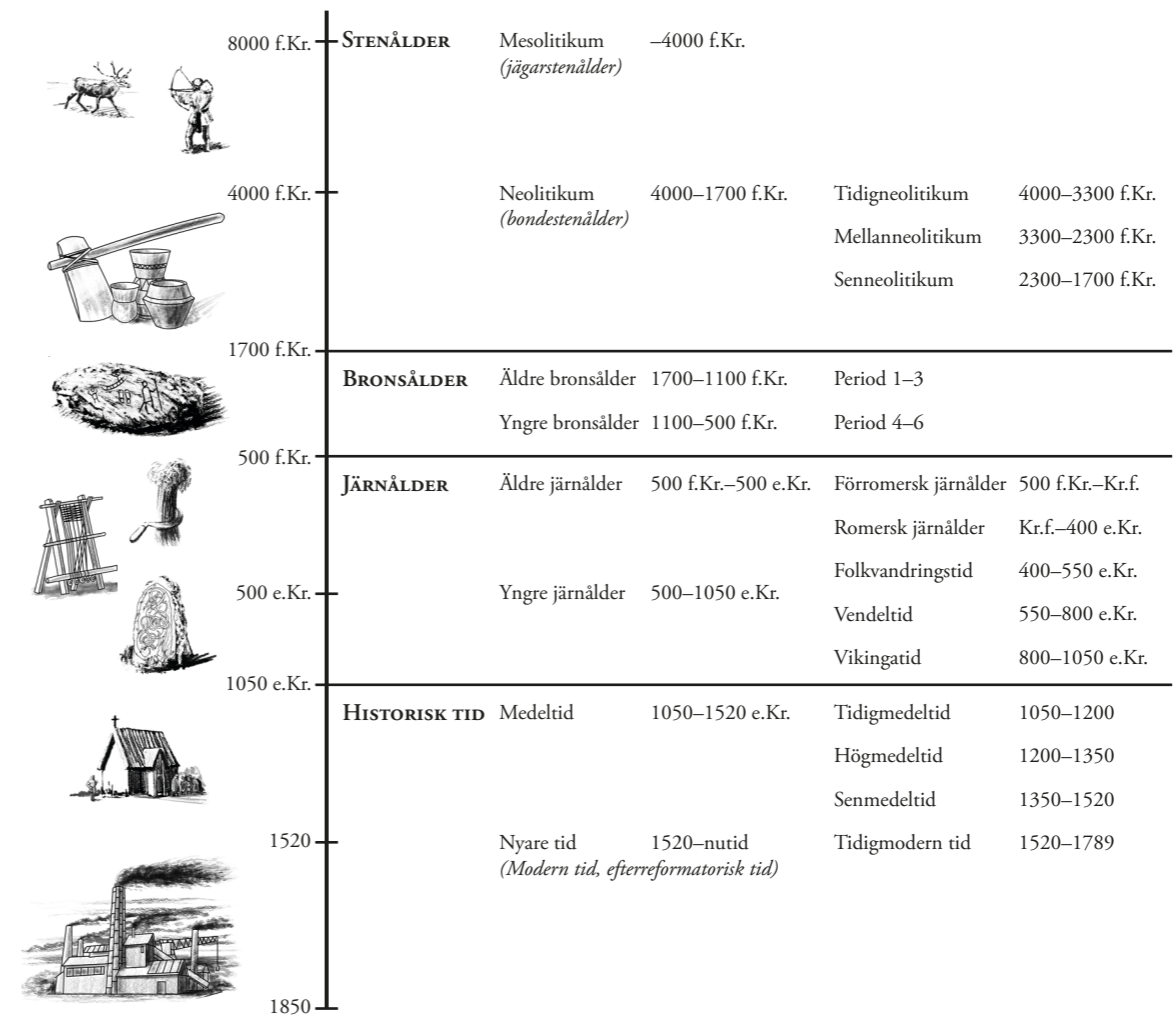 8000 f.Kr. STENÅLDER Mesolitikum –4000 f.Kr.
(jägarstenålder)
4000 f.Kr. Neolitikum 4000–1700 f.Kr. Tidigneolitikum 4000–3300 f.Kr.
(bondestenålder)
Mellanneolitikum 3300–2300 f.Kr.
Senneolitikum 2300–1700 f.Kr.
1700 f.Kr.
BRONSÅLDER Äldre bronsålder 1700–1100 f.Kr. Period 1–3
Yngre bronsålder 1100–500 f.Kr. Period 4–6
500 f.Kr.
JÄRNÅLDER Äldre järnålder 500 f.Kr.–500 e.Kr. Förromersk järnålder 500 f.Kr.–Kr.f.
Romersk järnålder Kr.f.–400 e.Kr.
Folkvandringstid 400–550 e.Kr.
500 e.Kr. Yngre järnålder 500–1050 e.Kr.
Vendeltid 550–800 e.Kr.
Vikingatid 800–1050 e.Kr.
1050 e.Kr.
HISTORISK TID Medeltid 1050–1520 e.Kr. Tidigmedeltid 1050–1200
Högmedeltid 1200–1350
Senmedeltid 1350–1520
1520 Nyare tid 1520–nutid Tidigmodern tid 1520–1789
(Modern tid, efterreformatorisk tid)
1850